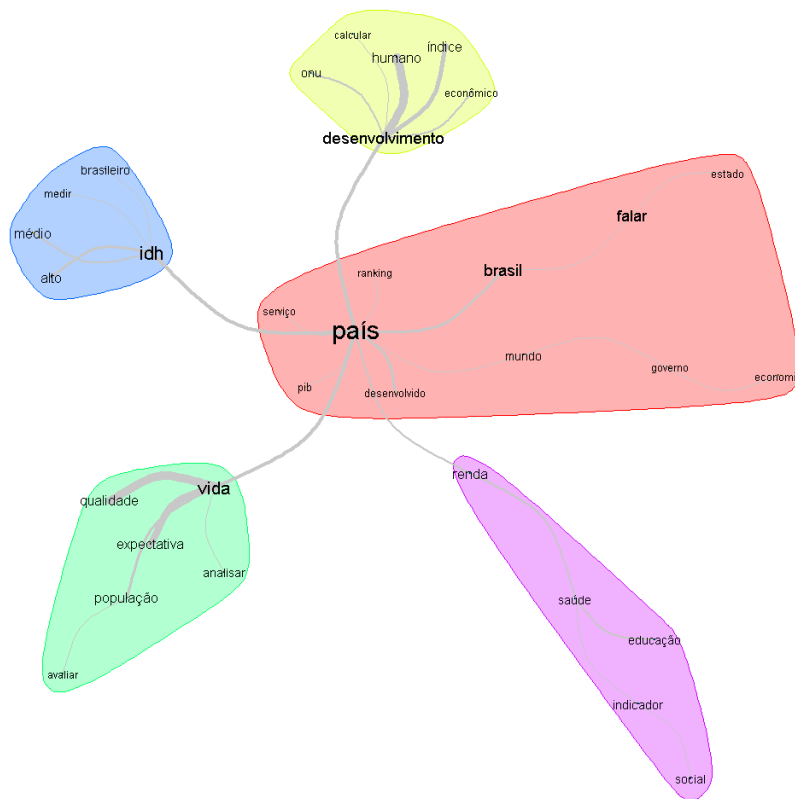 calcular
índice
humano
onu
econômico
desenvolvimento
brasileiro
estado
medir
falar
médio
idh
brasil
alto
ranking
serviço
país
mundo
governo
economi
pib
desenvolvido
renda
vida
qualidade
expectativa
analisar
população
saúde
educação
avaliar
indicador
social